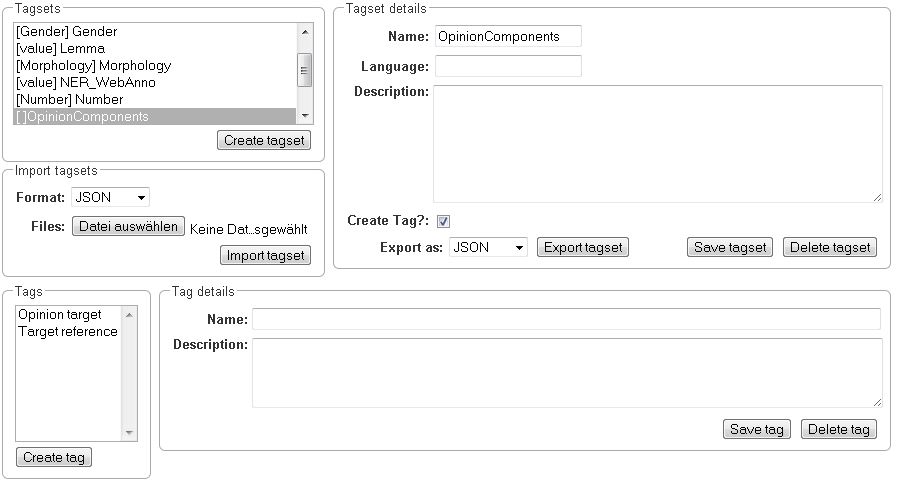 Tagsets
[Gender] Gender
[value] Lemma
[Morphology] Morphology
[value] NER_WebAnno
[Number] Number
[ ]OpinionComponents
Create tagset
Tagset details
Name: OpinionComponents
Language:
Description:
Create Tag?:
Export as: JSON Export tagset Save tagset Delete tagset
Import tagsets
Format: JSON
Files: Datei auswählen Keine Dat...sgewählt
Import tagset
Tags
Opinion target
Target reference
Create tag
Tag details
Name:
Description:
Save tag Delete tag